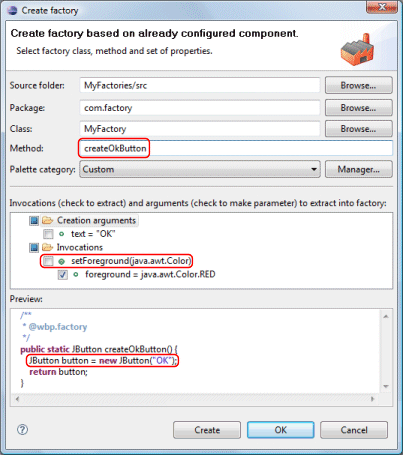 Create factory
Create factory based on already configured component.
Select factory class, method and set of properties.
Source folder: MyFactories/src Browse...
Package: com.factory Browse...
Class: MyFactory Browse...
Method: createOkButton
Palette category: Custom Manager...
Invocations (check to extract) and arguments (check to make parameter) to extract into factory:
Creation arguments
text = "OK"
Invocations
setForeground(java.awt.Color)
foreground = java.awt.Color.RED
Preview:
/**
* @wbp.factory
*/
public static JButton createOkButton() {
JButton button = new JButton("OK");
return button;
}
? Create OK Cancel